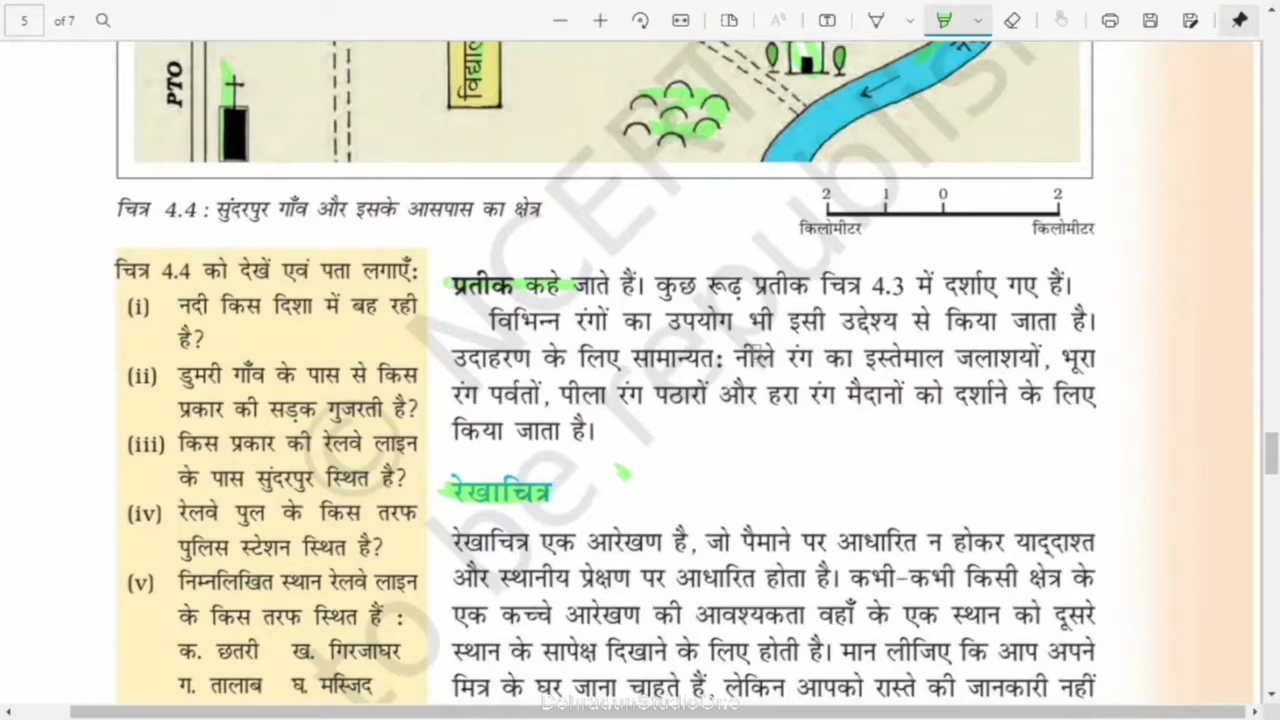 5 of 7
PTO
चित्र 4.4 : सुंदरपुर गाँव और इसके आसपास का क्षेत्र
2 1 0 2
किलोमीटर किलोमीटर
चित्र 4.4 को देखें एवं पता लगाएँ:
(i) नदी किस दिशा में बह रही
है?
(ii) डुमरी गाँव के पास से किस
प्रकार की सड़क गुजरती है?
(iii) किस प्रकार की रेलवे लाइन
के पास सुंदरपुर स्थित है?
(iv) रेलवे पुल के किस तरफ
पुलिस स्टेशन स्थित है?
(v) निम्नलिखित स्थान रेलवे लाइन
के किस तरफ स्थित हैं :
क. छतरी ख. गिरजाघर
ग. तालाब घ. मस्जिद
प्रतीक कहे जाते हैं। कुछ रूढ़ प्रतीक चित्र 4.3 में दर्शाए गए हैं।
विभिन्न रंगों का उपयोग भी इसी उद्देश्य से किया जाता है।
उदाहरण के लिए सामान्यत: नीले रंग का इस्तेमाल जलाशयों, भूरा
रंग पर्वतों, पीला रंग पठारों और हरा रंग मैदानों को दर्शाने के लिए
किया जाता है।
रेखाचित्र
रेखाचित्र एक आरेखण है, जो पैमाने पर आधारित न होकर याद्दाश्त
और स्थानीय प्रेक्षण पर आधारित होता है। कभी-कभी किसी क्षेत्र के
एक कच्चे आरेखण की आवश्यकता वहाँ के एक स्थान को दूसरे
स्थान के सापेक्ष दिखाने के लिए होती है। मान लीजिए कि आप अपने
मित्र के घर जाना चाहते हैं, लेकिन आपको रास्ते की जानकारी नहीं
© NCERT
to be republish